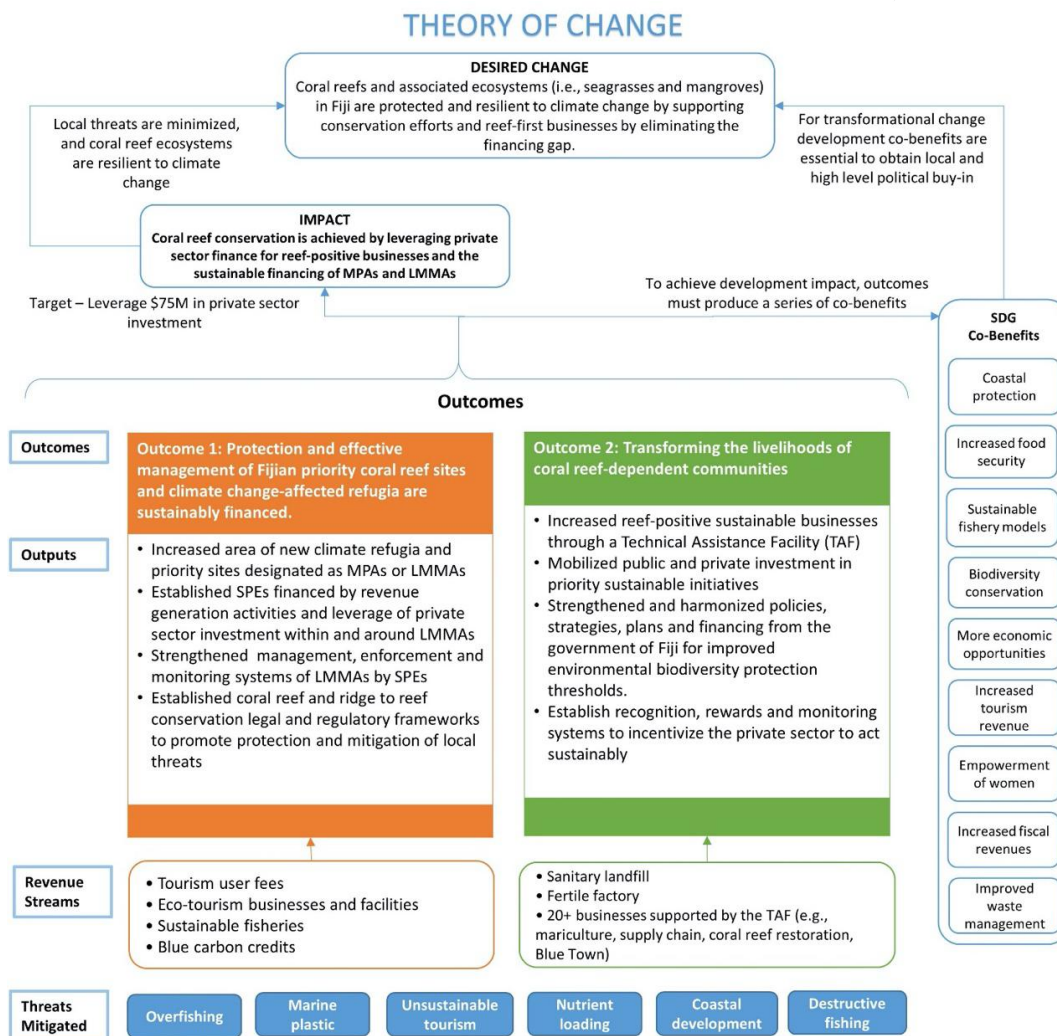 THEORY OF CHANGE
DESIRED CHANGE
Coral reefs and associated ecosystems (i.e., seagrasses and mangroves)
in Fiji are protected and resilient to climate change by supporting
conservation efforts and reef-first businesses by eliminating the
financing gap.
Local threats are minimized,
and coral reef ecosystems
are resilient to climate
change
For transformational change
development co-benefits are
essential to obtain local and
high level political buy-in
IMPACT
Coral reef conservation is achieved by leveraging private
sector finance for reef-positive businesses and the
sustainable financing of MPAs and LMMAs
Target – Leverage $75M in private sector
investment
To achieve development impact, outcomes
must produce a series of co-benefits
SDG
Co-Benefits
Coastal
protection
Increased food
security
Sustainable
fishery models
Biodiversity
conservation
More economic
opportunities
Increased
tourism
revenue
Empowerment
of women
Increased fiscal
revenues
Improved
waste
management
Outcomes
Outcomes
Outcome 1: Protection and effective
management of Fijian priority coral reef sites
and climate change-affected refugia are
sustainably financed.
Outcome 2: Transforming the livelihoods of
coral reef-dependent communities
Outputs
• Increased area of new climate refugia and
priority sites designated as MPAs or LMMAs
• Established SPEs financed by revenue
generation activities and leverage of private
sector investment within and around LMMAs
• Strengthened management, enforcement and
monitoring systems of LMMAs by SPEs
• Established coral reef and ridge to reef
conservation legal and regulatory frameworks
to promote protection and mitigation of local
threats
• Increased reef-positive sustainable businesses
through a Technical Assistance Facility (TAF)
• Mobilized public and private investment in
priority sustainable initiatives
• Strengthened and harmonized policies,
strategies, plans and financing from the
government of Fiji for improved
environmental biodiversity protection
thresholds.
• Establish recognition, rewards and monitoring
systems to incentivize the private sector to act
sustainably
Revenue
Streams
• Tourism user fees
• Eco-tourism businesses and facilities
• Sustainable fisheries
• Blue carbon credits
• Sanitary landfill
• Fertile factory
• 20+ businesses supported by the TAF (e.g.,
mariculture, supply chain, coral reef restoration,
Blue Town)
Threats
Mitigated
Overfishing
Marine
plastic
Unsustainable
tourism
Nutrient
loading
Coastal
development
Destructive
fishing